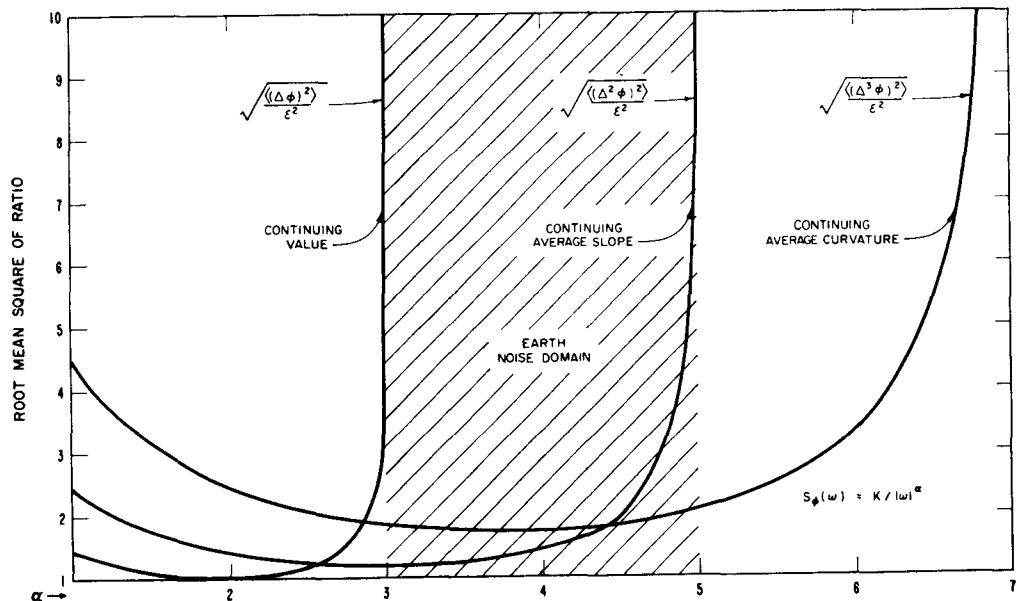 10
9
8
7
6
5
4
3
2
1
ROOT MEAN SQUARE OF RATIO
√(⟨(Δφ)²⟩/ε²)
√(⟨(Δ²φ)²⟩/ε²)
√(⟨(Δ³φ)²⟩/ε²)
CONTINUING
VALUE
CONTINUING
AVERAGE SLOPE
CONTINUING
AVERAGE CURVATURE
EARTH
NOISE DOMAIN
S_φ(ω) = K/|ω|^α
α→
2
3
4
5
6
7